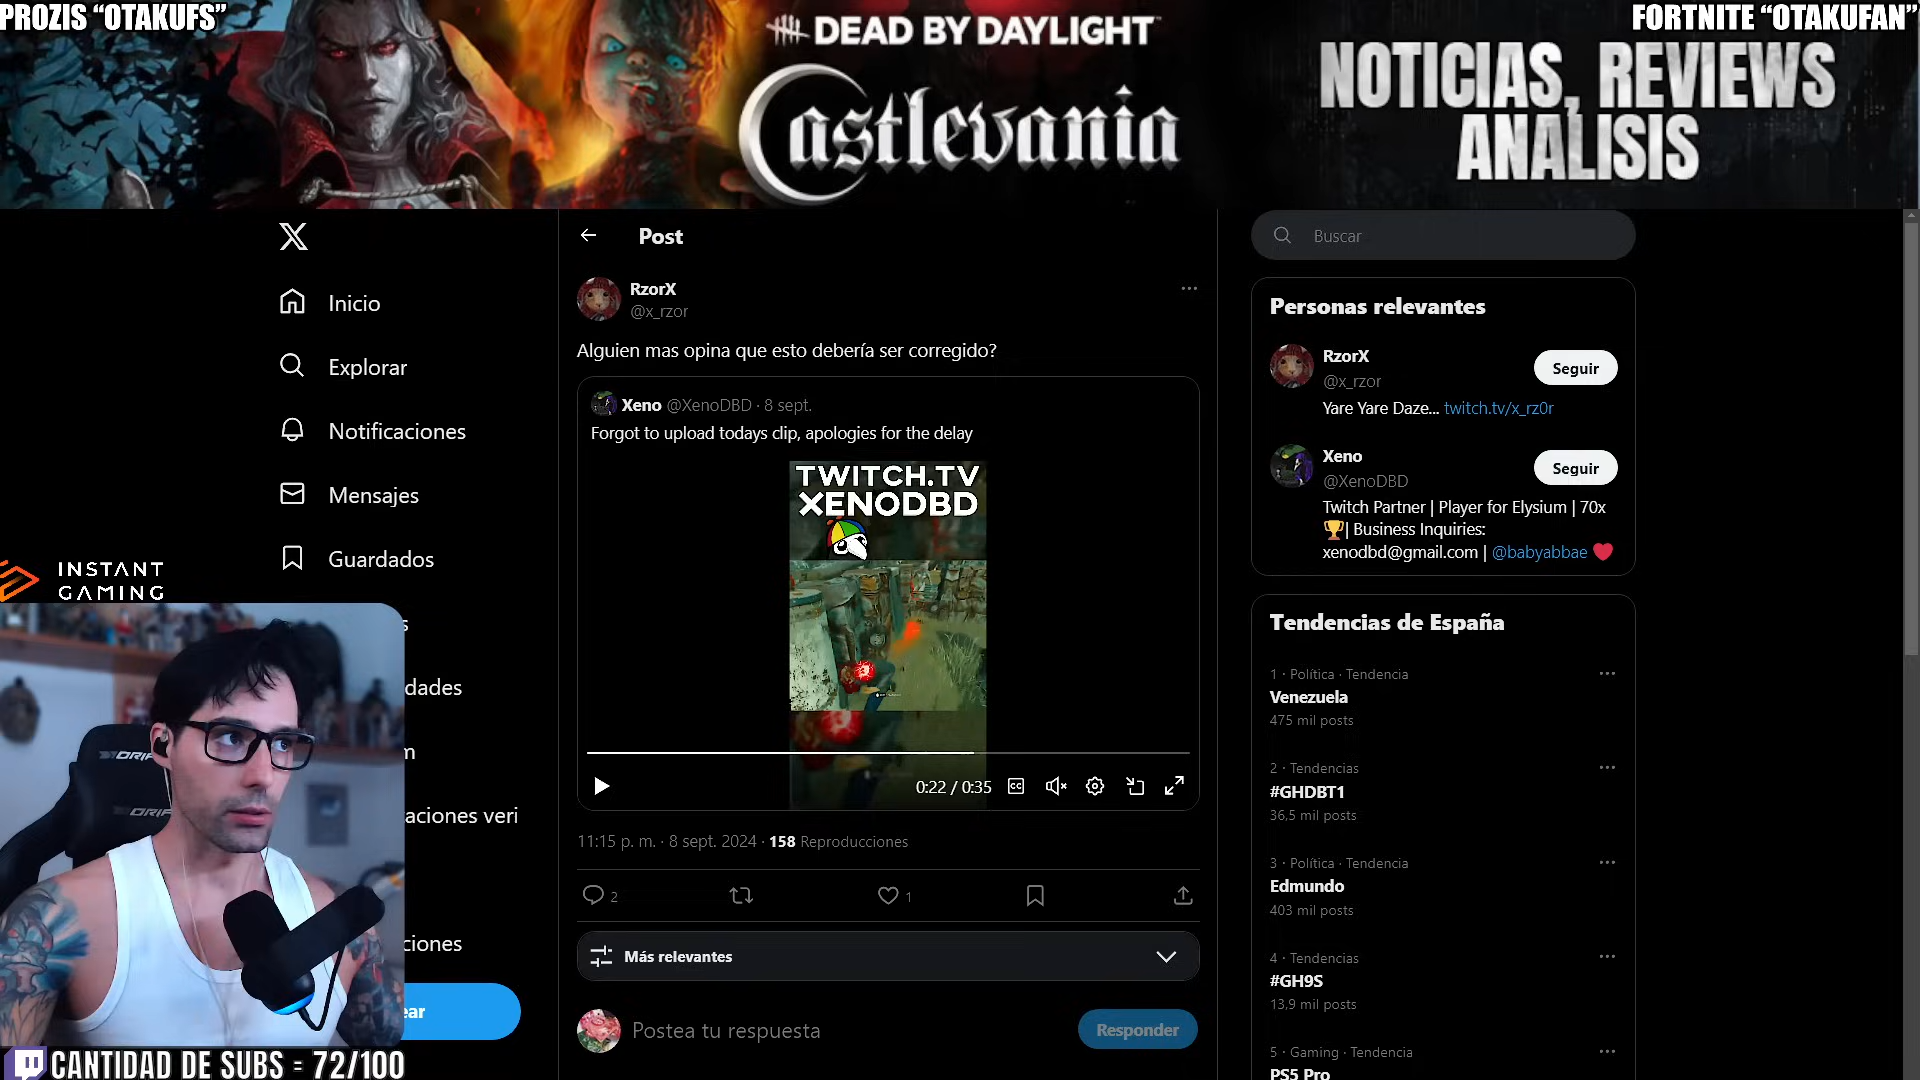 PROZIS “OTAKUFS”
FORTNITE “OTAKUFAN”
DEAD BY DAYLIGHT
Castlevania
NOTICIAS, REVIEWS
ANALISIS
Post
Buscar
Inicio
Explorar
Notificaciones
Mensajes
Guardados
INSTANT
GAMING
s
dades
m
aciones veri
ciones
ear
RzorX
@x_rzor
Alguien mas opina que esto debería ser corregido?
Xeno @XenoDBD · 8 sept.
Forgot to upload todays clip, apologies for the delay
TWITCH.TV
XENODBD
0:22 / 0:35
11:15 p. m. · 8 sept. 2024 · 158 Reproducciones
2
1
Más relevantes
Postea tu respuesta
Responder
Personas relevantes
RzorX
@x_rzor
Seguir
Yare Yare Daze... twitch.tv/x_rz0r
Xeno
@XenoDBD
Seguir
Twitch Partner | Player for Elysium | 70x
🏆| Business Inquiries:
xenodbd@gmail.com | @babyabbae ❤️
Tendencias de España
1 · Política · Tendencia
Venezuela
475 mil posts
2 · Tendencias
#GHDBT1
36,5 mil posts
3 · Política · Tendencia
Edmundo
403 mil posts
4 · Tendencias
#GH9S
13,9 mil posts
5 · Gaming · Tendencia
PS5 Pro
DRIF
DRIF
CANTIDAD DE SUBS = 72/100